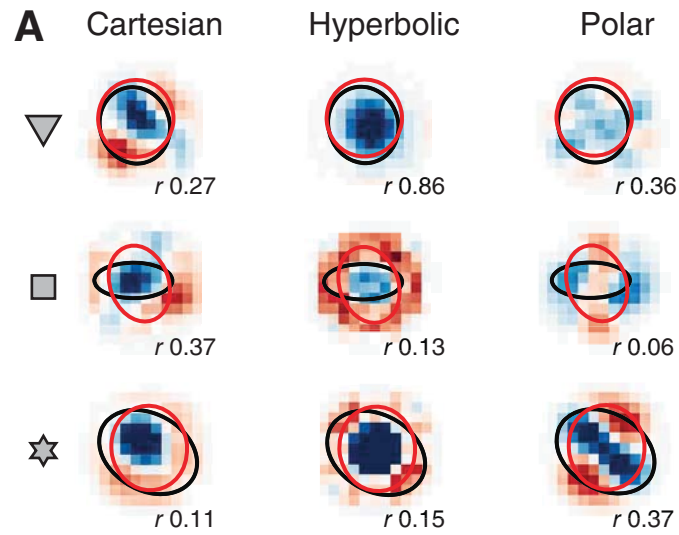 A Cartesian Hyperbolic Polar
r 0.27 r 0.86 r 0.36
r 0.37 r 0.13 r 0.06
r 0.11 r 0.15 r 0.37